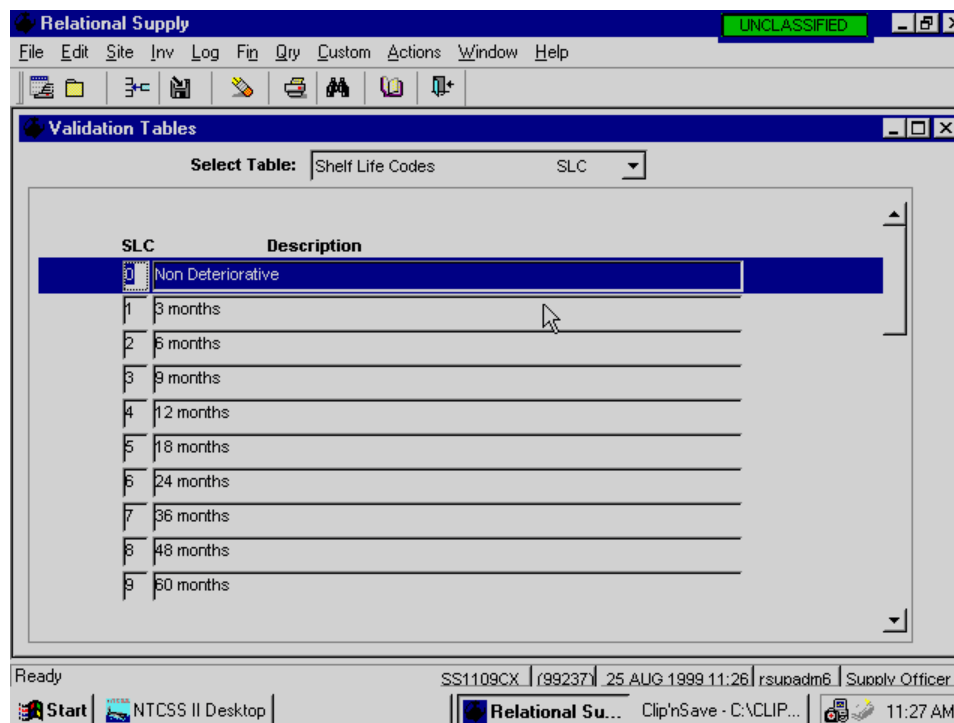 Relational Supply UNCLASSIFIED
File Edit Site Inv Log Fin Qry Custom Actions Window Help
Validation Tables
Select Table: Shelf Life Codes SLC
SLC Description
0 Non Deteriorative
1 3 months
2 6 months
3 9 months
4 12 months
5 18 months
6 24 months
7 36 months
8 48 months
9 60 months
Ready SS1109CX (99237) 25 AUG 1999 11:26 rsupadm6 Supply Officer
Start NTCSS II Desktop Relational Su... Clip'nSave - C:\CLIP... 11:27 AM